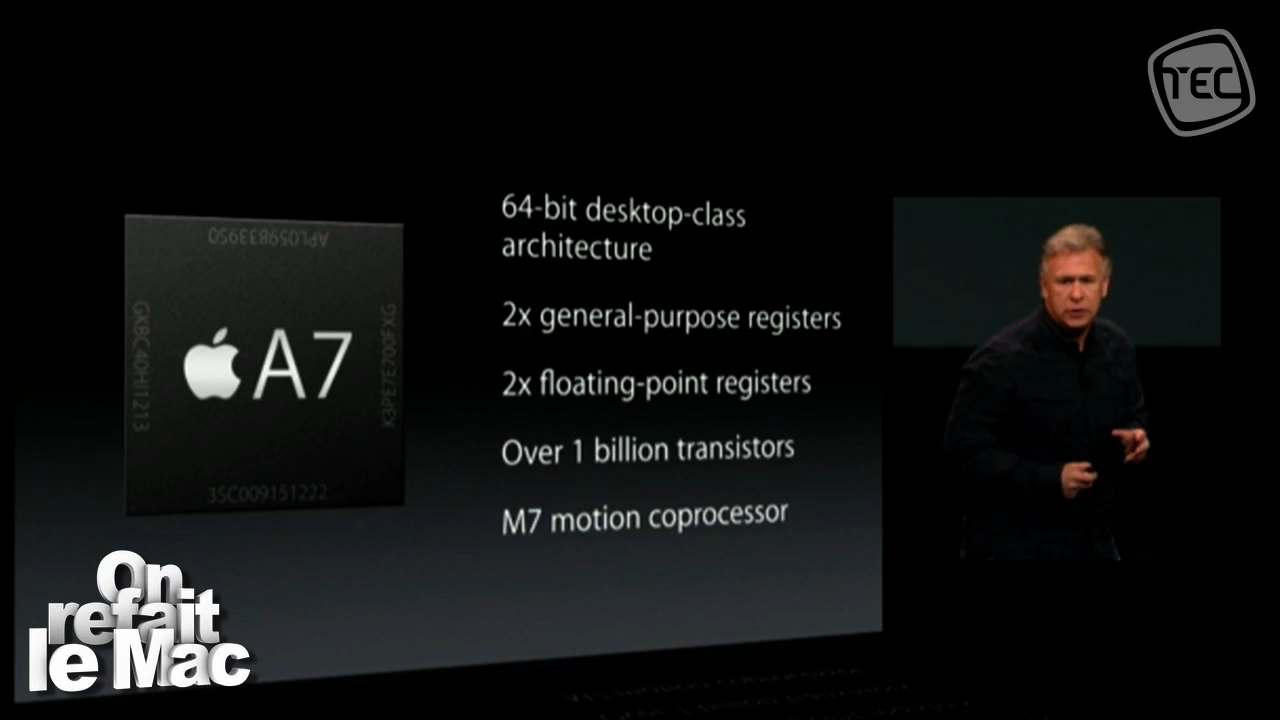 TEC
APL0598339S0
GKBC40HI1213
A7
K3PE7E700FXG
3SC009151222
64-bit desktop-class
architecture
2x general-purpose registers
2x floating-point registers
Over 1 billion transistors
M7 motion coprocessor
On
refait
le Mac